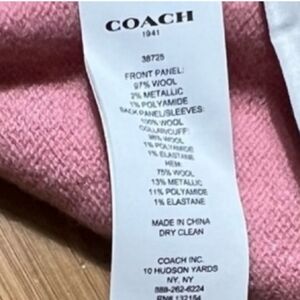 COACH
1941
38725
FRONT PANEL:
97% WOOL
2% METALLIC
1% POLYAMIDE
BACK PANEL/SLEEVES:
100% WOOL
COLLAR/CUFF:
98% WOOL
1% POLYAMIDE
1% ELASTANE
HEM:
75% WOOL
13% METALLIC
11% POLYAMIDE
1% ELASTANE
MADE IN CHINA
DRY CLEAN
COACH INC.
10 HUDSON YARDS
NY, NY
888-262-6224
RN# 132154